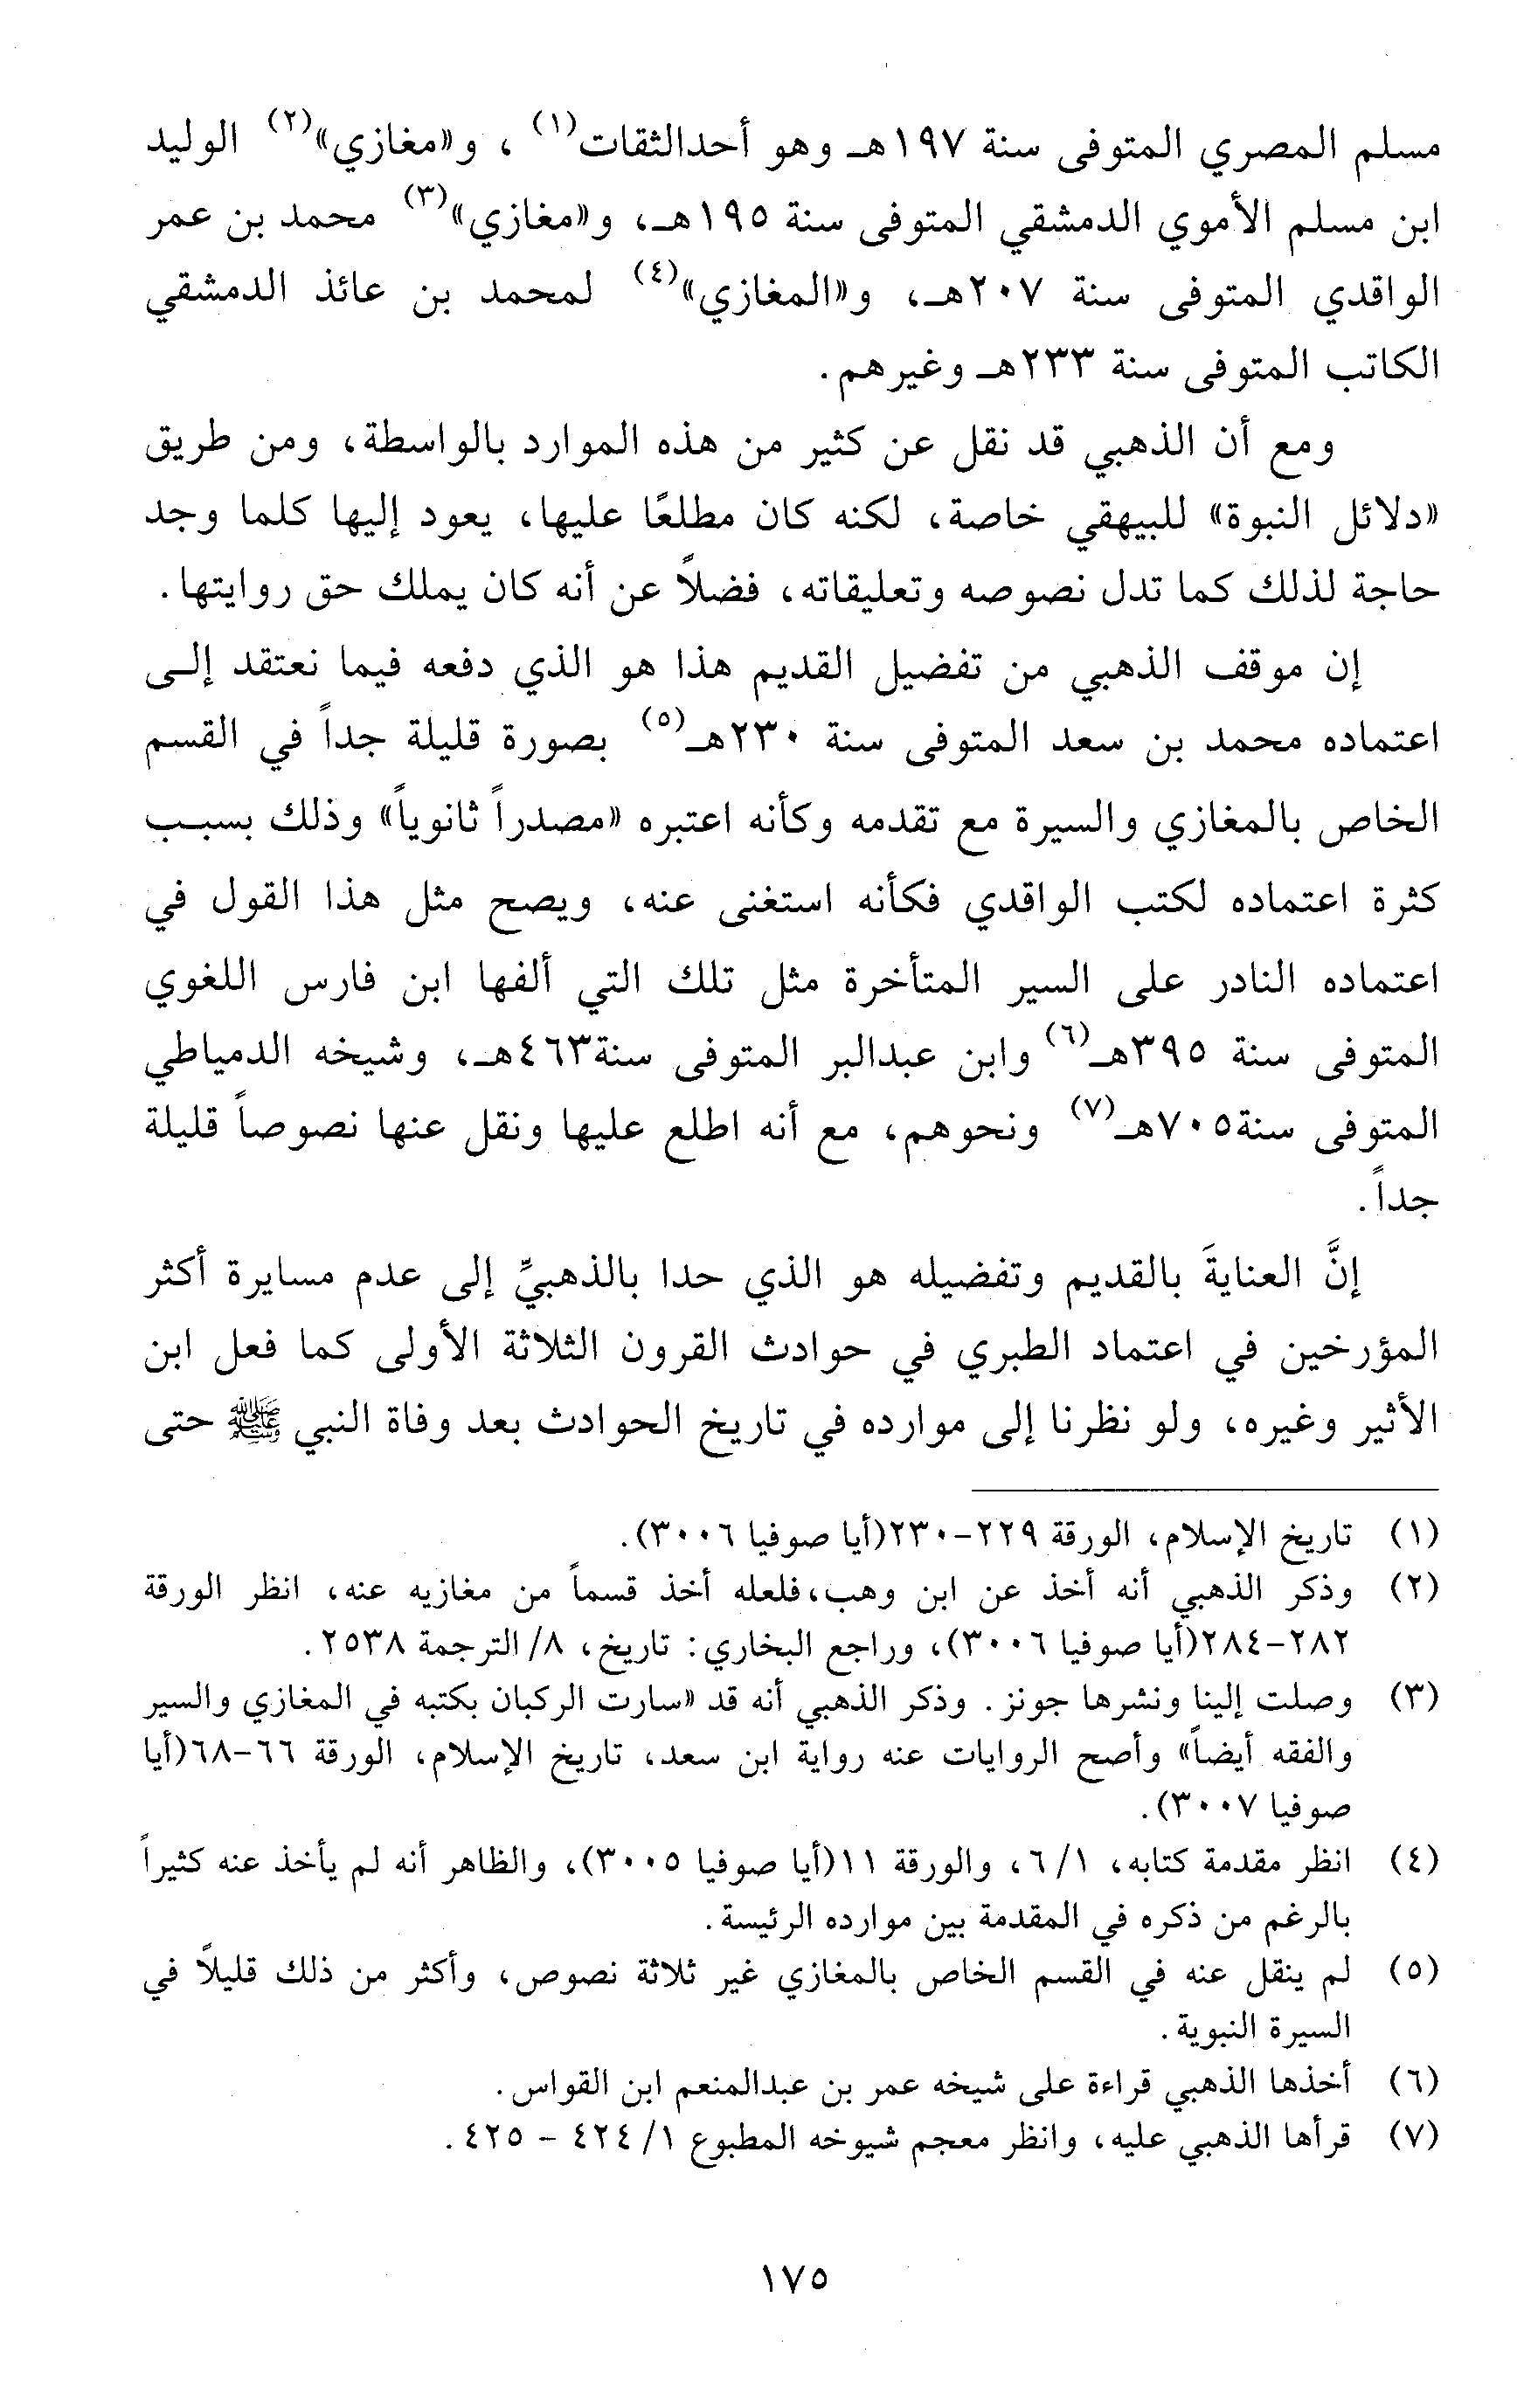 مسلم المصري المتوفى سنة ١٩٧هـ وهو أحدالثقات(١) ، و«مغازي»(٢) الوليد
ابن مسلم الأموي الدمشقي المتوفى سنة ١٩٥هـ، و«مغازي»(٣) محمد بن عمر
الواقدي المتوفى سنة ٢٠٧هـ، و«المغازي»(٤) لمحمد بن عائذ الدمشقي
الكاتب المتوفى سنة ٢٣٣هـ وغيرهم.
ومع أن الذهبي قد نقل عن كثير من هذه الموارد بالواسطة، ومن طريق
«دلائل النبوة» للبيهقي خاصة، لكنه كان مطلعًا عليها، يعود إليها كلما وجد
حاجة لذلك كما تدل نصوصه وتعليقاته، فضلاً عن أنه كان يملك حق روايتها.
إن موقف الذهبي من تفضيل القديم هذا هو الذي دفعه فيما نعتقد إلى
اعتماده محمد بن سعد المتوفى سنة ٢٣٠هـ(٥) بصورة قليلة جداً في القسم
الخاص بالمغازي والسيرة مع تقدمه وكأنه اعتبره «مصدراً ثانوياً» وذلك بسبب
كثرة اعتماده لكتب الواقدي فكأنه استغنى عنه، ويصح مثل هذا القول في
اعتماده النادر على السير المتأخرة مثل تلك التي ألفها ابن فارس اللغوي
المتوفى سنة ٣٩٥هـ(٦) وابن عبدالبر المتوفى سنة٤٦٣هـ، وشيخه الدمياطي
المتوفى سنة٧٠٥هـ(٧) ونحوهم، مع أنه اطلع عليها ونقل عنها نصوصاً قليلة
جداً.
إنَّ العنايةَ بالقديم وتفضيله هو الذي حدا بالذهبيِّ إلى عدم مسايرة أكثر
المؤرخين في اعتماد الطبري في حوادث القرون الثلاثة الأولى كما فعل ابن
الأثير وغيره، ولو نظرنا إلى موارده في تاريخ الحوادث بعد وفاة النبي ﷺ حتى
(١) تاريخ الإسلام، الورقة ٢٢٩-٢٣٠(أيا صوفيا ٣٠٠٦).
(٢) وذكر الذهبي أنه أخذ عن ابن وهب،فلعله أخذ قسماً من مغازيه عنه، انظر الورقة
٢٨٢-٢٨٤(أيا صوفيا ٣٠٠٦)، وراجع البخاري: تاريخ، ٨/ الترجمة ٢٥٣٨.
(٣) وصلت إلينا ونشرها جونز. وذكر الذهبي أنه قد «سارت الركبان بكتبه في المغازي والسير
والفقه أيضاً» وأصح الروايات عنه رواية ابن سعد، تاريخ الإسلام، الورقة ٦٦-٦٨(أيا
صوفيا ٣٠٠٧).
(٤) انظر مقدمة كتابه، ٦/١، والورقة ١١(أيا صوفيا ٣٠٠٥)، والظاهر أنه لم يأخذ عنه كثيراً
بالرغم من ذكره في المقدمة بين موارده الرئيسة.
(٥) لم ينقل عنه في القسم الخاص بالمغازي غير ثلاثة نصوص، وأكثر من ذلك قليلاً في
السيرة النبوية.
(٦) أخذها الذهبي قراءة على شيخه عمر بن عبدالمنعم ابن القواس.
(٧) قرأها الذهبي عليه، وانظر معجم شيوخه المطبوع ١/ ٤٢٤ - ٤٢٥.
١٧٥